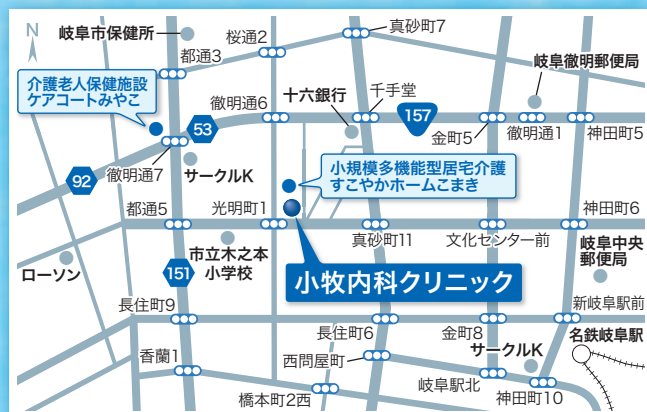 N
岐阜市保健所
桜通2
真砂町7
都通3
岐阜徹明郵便局
介護老人保健施設
ケアコートみやこ
徹明通6
十六銀行
千手堂
157
53
金町5
徹明通1
神田町5
92
徹明通7
サークルK
小規模多機能型居宅介護
すこやかホームこまき
都通5
光明町1
神田町6
市立木之本
小学校
真砂町11
文化センター前
岐阜中央
郵便局
ローソン
151
小牧内科クリニック
長住町9
長住町6
金町8
新岐阜駅前
香蘭1
西問屋町
サークルK
名鉄岐阜駅
橋本町2西
岐阜駅北
神田町10